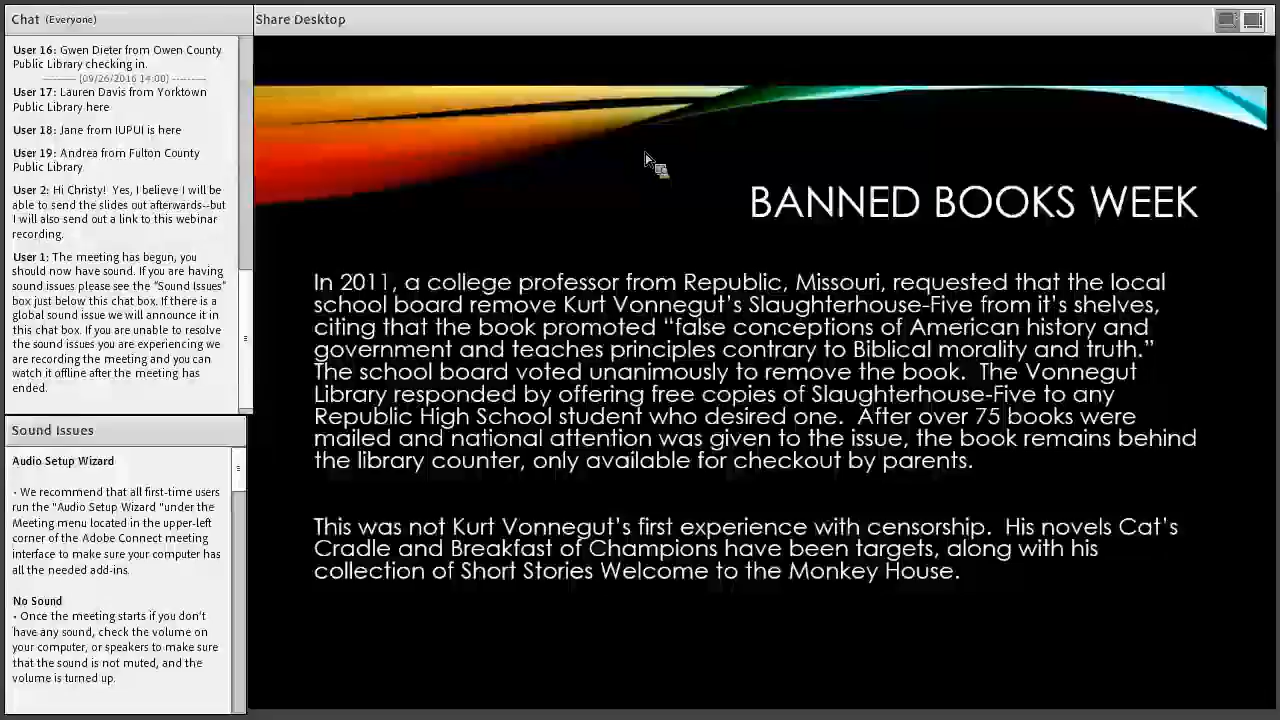 Chat (Everyone)
User 16: Gwen Dieter from Owen County
Public Library checking in.
---------- (09/26/2016 14:00) ----------
User 17: Lauren Davis from Yorktown
Public Library here
User 18: Jane from IUPUI is here
User 19: Andrea from Fulton County
Public Library
User 2: Hi Christy!  Yes, I believe I will be
able to send the slides out afterwards--but
I will also send out a link to this webinar
recording.
User 1: The meeting has begun, you
should now have sound. If you are having
sound issues please see the "Sound Issues"
box just below this chat box. If there is a
global sound issue we will announce it in
this chat box. If you are unable to resolve
the sound issues you are experiencing we
are recording the meeting and you can
watch it offline after the meeting has
ended.
Sound Issues
Audio Setup Wizard
• We recommend that all first-time users
run the "Audio Setup Wizard "under the
Meeting menu located in the upper-left
corner of the Adobe Connect meeting
interface to make sure your computer has
all the needed add-ins.
No Sound
• Once the meeting starts if you don't
have any sound, check the volume on
your computer, or speakers to make sure
that the sound is not muted, and the
volume is turned up.
Share Desktop
BANNED BOOKS WEEK
In 2011, a college professor from Republic, Missouri, requested that the local
school board remove Kurt Vonnegut's Slaughterhouse-Five from it's shelves,
citing that the book promoted “false conceptions of American history and
government and teaches principles contrary to Biblical morality and truth.”
The school board voted unanimously to remove the book.  The Vonnegut
Library responded by offering free copies of Slaughterhouse-Five to any
Republic High School student who desired one.  After over 75 books were
mailed and national attention was given to the issue, the book remains behind
the library counter, only available for checkout by parents.
This was not Kurt Vonnegut's first experience with censorship.  His novels Cat's
Cradle and Breakfast of Champions have been targets, along with his
collection of Short Stories Welcome to the Monkey House.